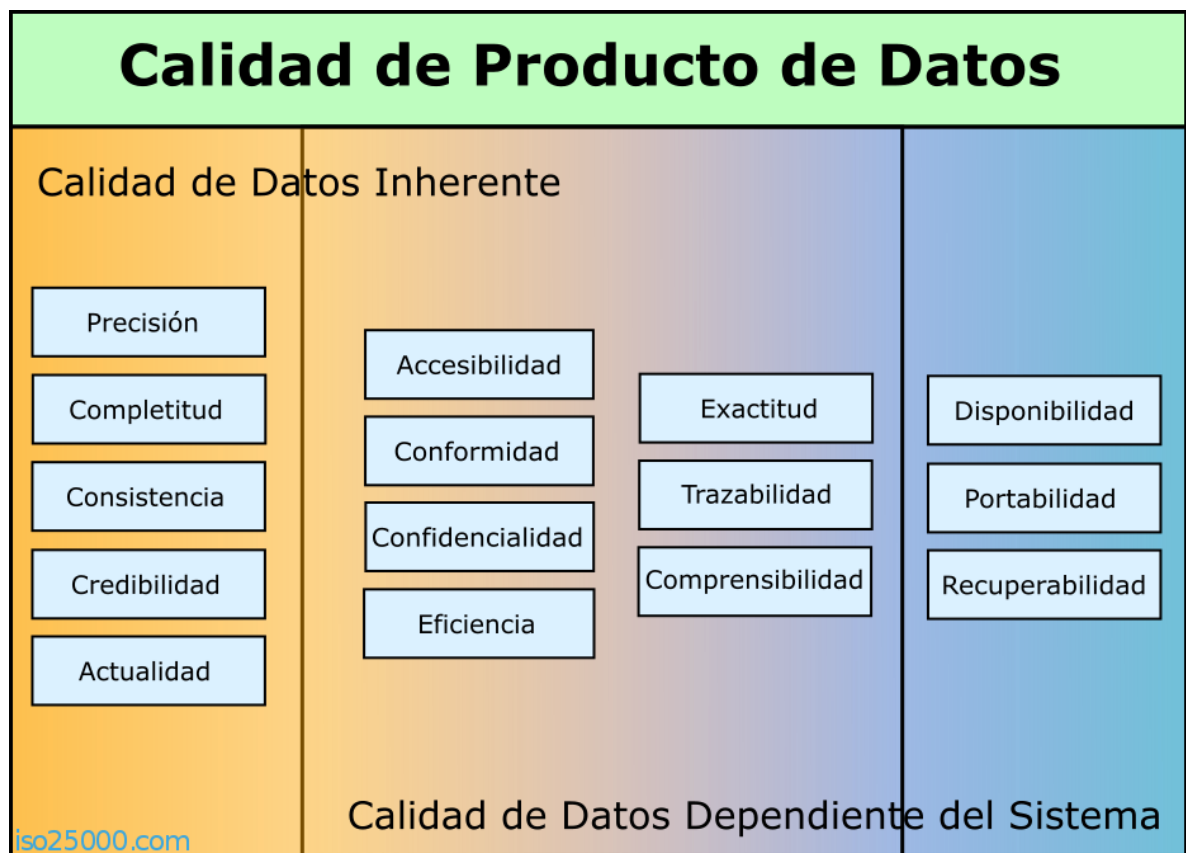 Calidad de Producto de Datos
Calidad de Datos Inherente
Precisión
Completitud
Consistencia
Credibilidad
Actualidad
Accesibilidad
Conformidad
Confidencialidad
Eficiencia
Exactitud
Trazabilidad
Comprensibilidad
Disponibilidad
Portabilidad
Recuperabilidad
Calidad de Datos Dependiente del Sistema
iso25000.com